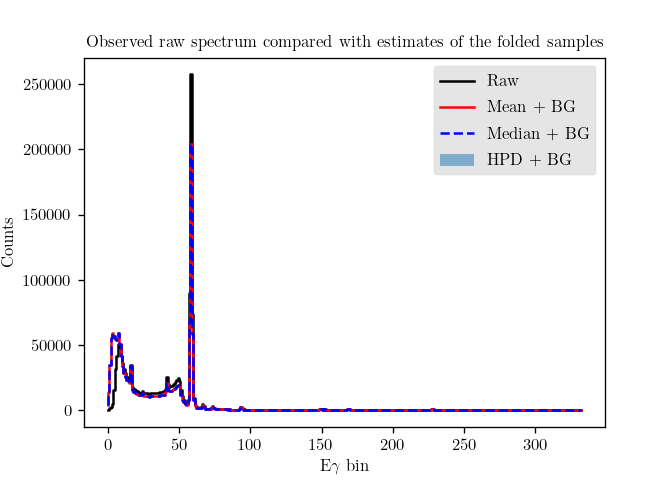 Observed raw spectrum compared with estimates of the folded samples
250000
200000
150000
100000
50000
0
Counts
Raw
Mean + BG
Median + BG
HPD + BG
0 50 100 150 200 250 300
Eγ bin